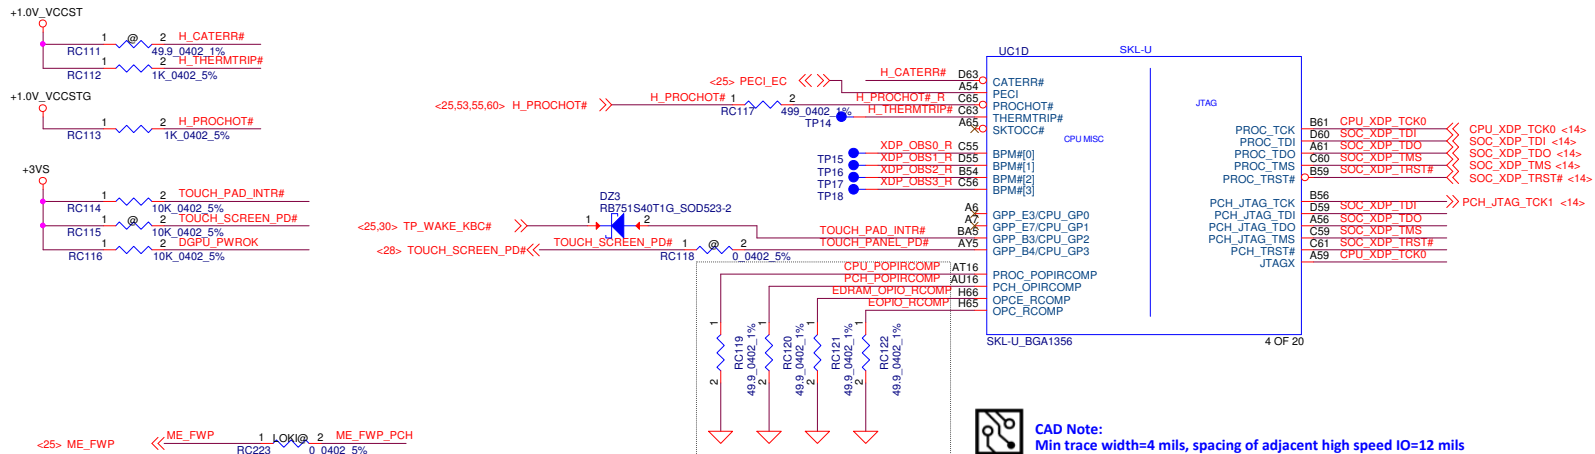 +1.0V_VCCST
1 @ 2 H_CATERR#
RC111 49.9_0402_1%
1 2 H_THERMTRIP#
RC112 1K_0402_5%
+1.0V_VCCSTG
1 2 H_PROCHOT#
RC113 1K_0402_5%
+3VS
1 2 TOUCH_PAD_INTR#
RC114 10K_0402_5%
1 @ 2 TOUCH_SCREEN_PD#
RC115 10K_0402_5%
1 2 DGPU_PWROK
RC116 10K_0402_5%
<25> ME_FWP ME_FWP 1 LOKI@ 2 ME_FWP_PCH
RC223 0_0402_5%
<25> PECI_EC
<25,53,55,60> H_PROCHOT# H_PROCHOT# 1 2 H_PROCHOT#_R
RC117 499_0402_1%
H_CATERR#
H_THERMTRIP#
TP14
TP15 XDP_OBS0_R
TP16 XDP_OBS1_R
TP17 XDP_OBS2_R
TP18 XDP_OBS3_R
DZ3
RB751S40T1G_SOD523-2
<25,30> TP_WAKE_KBC# 1 2 TOUCH_PAD_INTR#
<28> TOUCH_SCREEN_PD# TOUCH_SCREEN_PD# 1 @ 2 TOUCH_PANEL_PD#
RC118 0_0402_5%
CPU_POPIRCOMP
PCH_POPIRCOMP
EDRAM_OPIO_RCOMP
EOPIO_RCOMP
1 RC119 49.9_0402_1% 2
1 RC120 49.9_0402_1% 2
1 RC121 49.9_0402_1% 2
1 RC122 49.9_0402_1% 2
UC1D SKL-U
D63 CATERR#
A54 PECI
C65 PROCHOT#
C63 THERMTRIP#
A65 SKTOCC#
CPU MISC
JTAG
C55 BPM#[0]
D55 BPM#[1]
B54 BPM#[2]
C56 BPM#[3]
A6 GPP_E3/CPU_GP0
A7 GPP_E7/CPU_GP1
BA5 GPP_B3/CPU_GP2
AY5 GPP_B4/CPU_GP3
AT16 PROC_POPIRCOMP
AU16 PCH_OPIRCOMP
H66 OPCE_RCOMP
H65 OPC_RCOMP
PROC_TCK B61 CPU_XDP_TCK0 CPU_XDP_TCK0 <14>
PROC_TDI D60 SOC_XDP_TDI SOC_XDP_TDI <14>
PROC_TDO A61 SOC_XDP_TDO SOC_XDP_TDO <14>
PROC_TMS C60 SOC_XDP_TMS SOC_XDP_TMS <14>
PROC_TRST# B59 SOC_XDP_TRST# SOC_XDP_TRST# <14>
PCH_JTAG_TCK B56 PCH_JTAG_TCK1 <14>
PCH_JTAG_TDI D59 SOC_XDP_TDI
PCH_JTAG_TDO A56 SOC_XDP_TDO
PCH_JTAG_TMS C59 SOC_XDP_TMS
PCH_TRST# C61 SOC_XDP_TRST#
JTAGX A59 CPU_XDP_TCK0
SKL-U_BGA1356 4 OF 20
CAD Note:
Min trace width=4 mils, spacing of adjacent high speed IO=12 mils